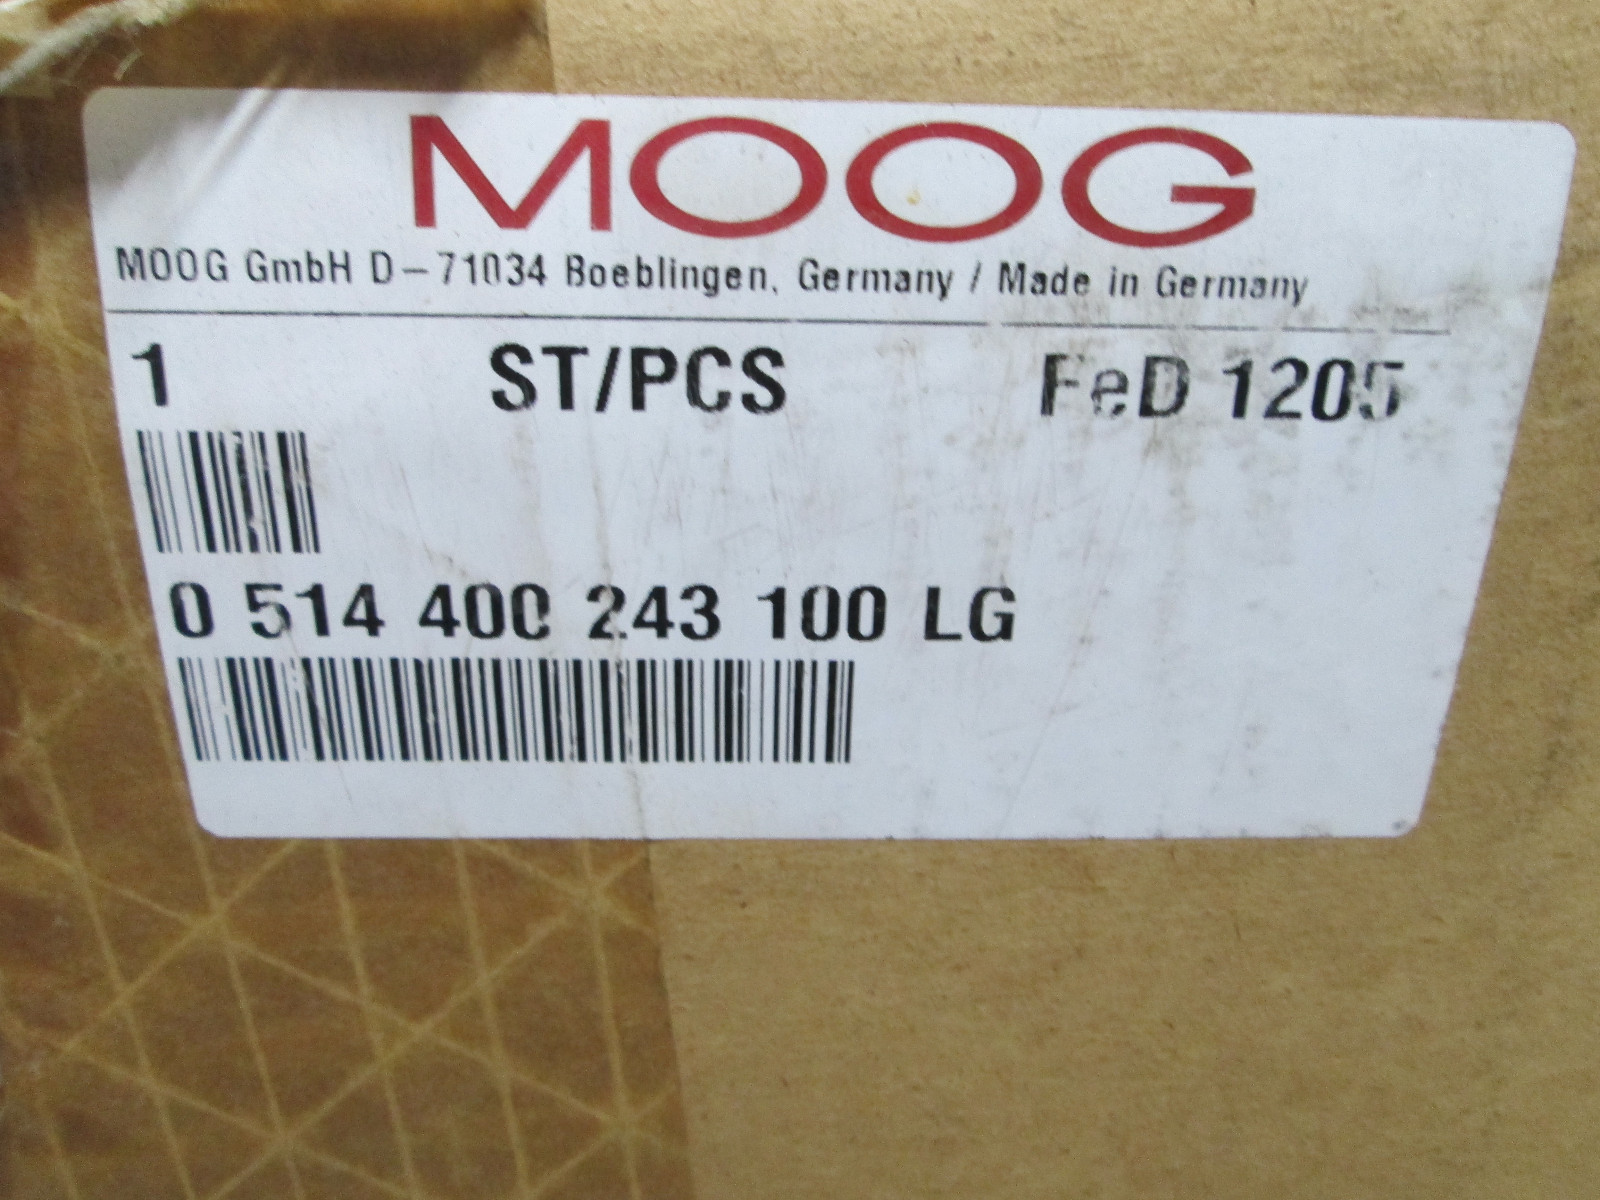 MOOG
MOOG GmbH D-71034 Boeblingen, Germany / Made in Germany
1 ST/PCS FeD 1205
0 514 400 243 100 LG